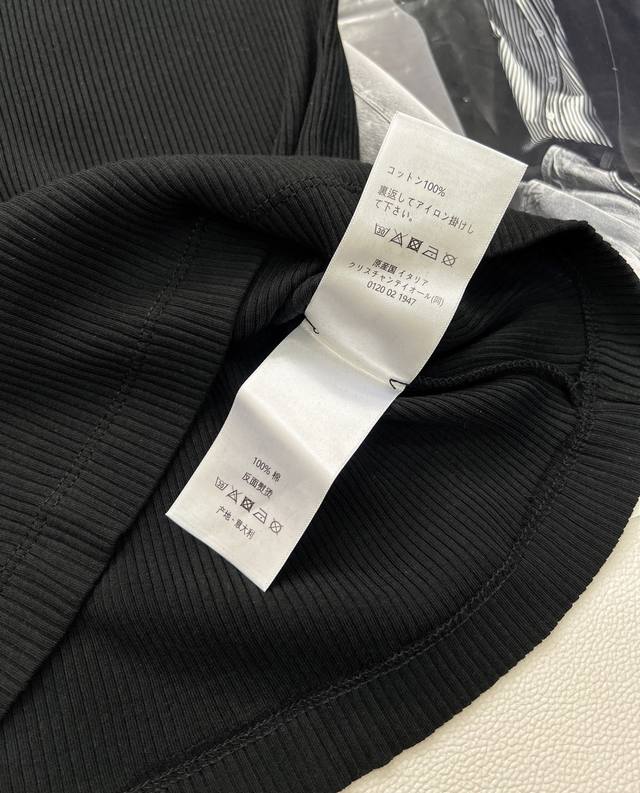 コットン100%
裏返してアイロン掛けし
て下さい。
30
原産国 イタリア
クリスチャンディオール(同)
0120 02 1947
100% 棉
反面熨烫
30
产地·意大利